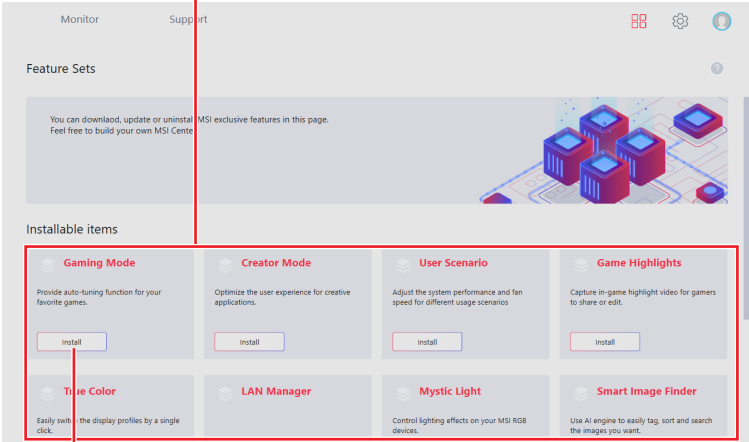 Monitor
Support
Feature Sets
?
You can downlaod, update or uninstall MSI exclusive features in this page.
Feel free to build your own MSI Center
Installable items
Gaming Mode
Provide auto-tuning function for your
favorite games.
Install
Creator Mode
Optimize the user experience for creative
applications.
Install
User Scenario
Adjust the system performance and fan
speed for different usage scenarios
Install
Game Highlights
Capture in-game highlight video for gamers
to share or edit.
Install
True Color
Easily switch the display profiles by a single
click.
LAN Manager
Mystic Light
Control lighting effects on your MSI RGB
devices.
Smart Image Finder
Use AI engine to easily tag, sort and search
the images you want.